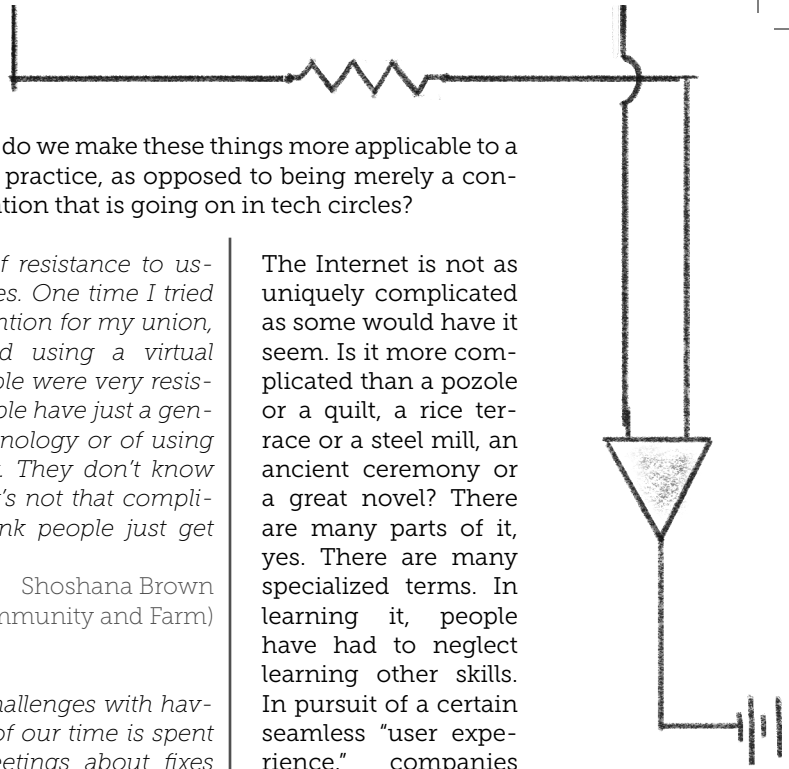 do we make these things more applicable to a
practice, as opposed to being merely a con-
ation that is going on in tech circles?
f resistance to us-
es. One time I tried
ntion for my union,
d using a virtual
ple were very resis-
ple have just a gen-
nology or of using
. They don’t know
t’s not that compli-
nk people just get
Shoshana Brown
mmunity and Farm)
hallenges with hav-
of our time is spent
eetings about fixes
The Internet is not as
uniquely complicated
as some would have it
seem. Is it more com-
plicated than a pozole
or a quilt, a rice ter-
race or a steel mill, an
ancient ceremony or
a great novel? There
are many parts of it,
yes. There are many
specialized terms. In
learning it, people
have had to neglect
learning other skills.
In pursuit of a certain
seamless “user expe-
rience,” companies